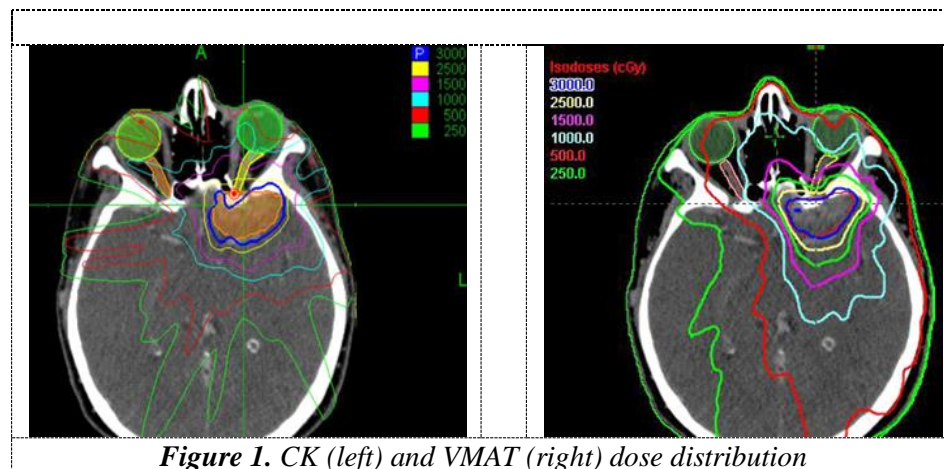 A
P 3000
2500
1500
1000
500
250
L
Isodoses (cGy)
3000.0
2500.0
1500.0
1000.0
500.0
250.0
Figure 1. CK (left) and VMAT (right) dose distribution